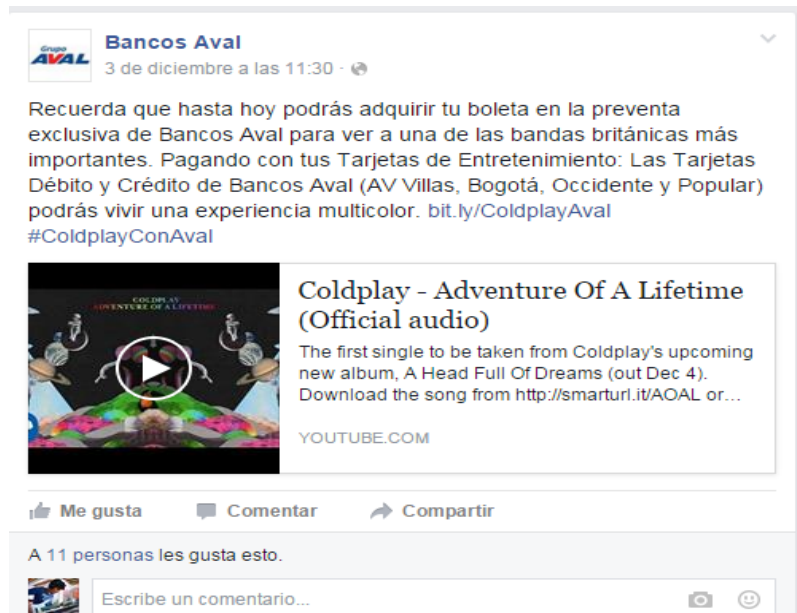 Grupo
AVAL
Bancos Aval
3 de diciembre a las 11:30 ·
Recuerda que hasta hoy podrás adquirir tu boleta en la preventa
exclusiva de Bancos Aval para ver a una de las bandas británicas más
importantes. Pagando con tus Tarjetas de Entretenimiento: Las Tarjetas
Débito y Crédito de Bancos Aval (AV Villas, Bogotá, Occidente y Popular)
podrás vivir una experiencia multicolor. bit.ly/ColdplayAval
#ColdplayConAval
COLDPLAY
ADVENTURE OF A LIFETIME
Coldplay - Adventure Of A Lifetime
(Official audio)
The first single to be taken from Coldplay's upcoming
new album, A Head Full Of Dreams (out Dec 4).
Download the song from http://smarturl.it/AOAL or...
YOUTUBE.COM
Me gusta Comentar Compartir
A 11 personas les gusta esto.
Escribe un comentario...